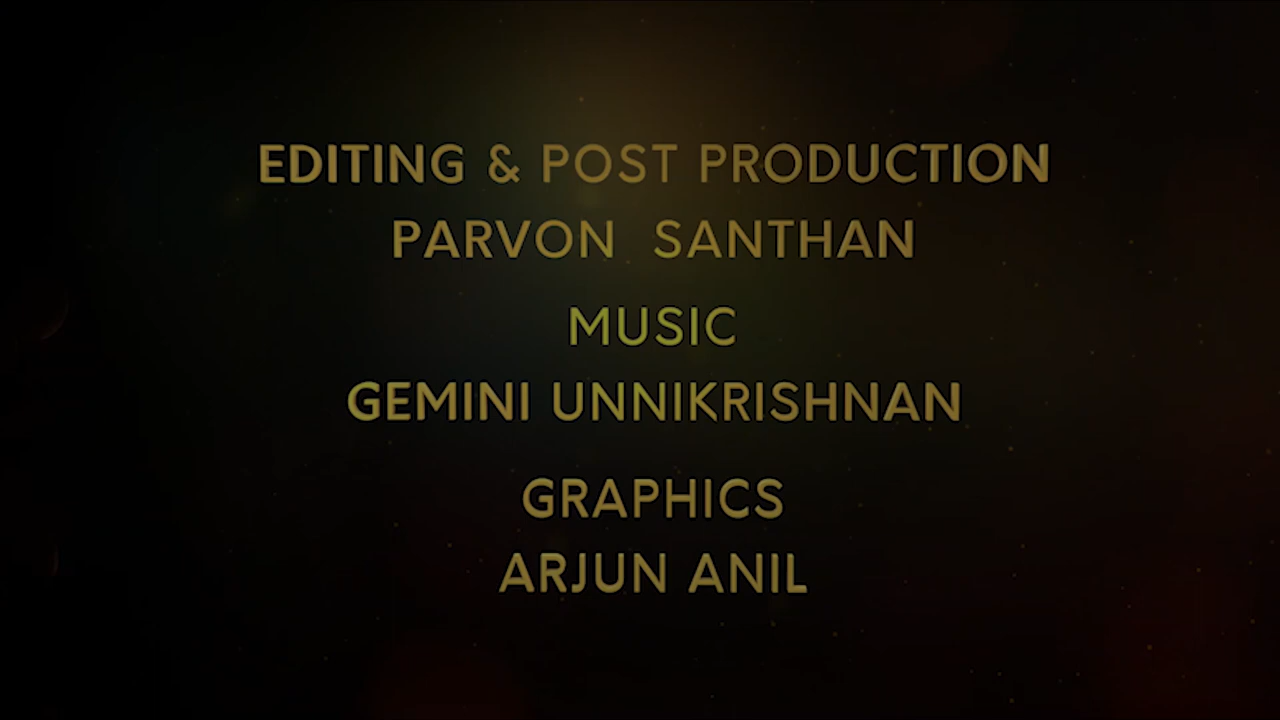 EDITING & POST PRODUCTION
PARVON SANTHAN
MUSIC
GEMINI UNNIKRISHNAN
GRAPHICS
ARJUN ANIL